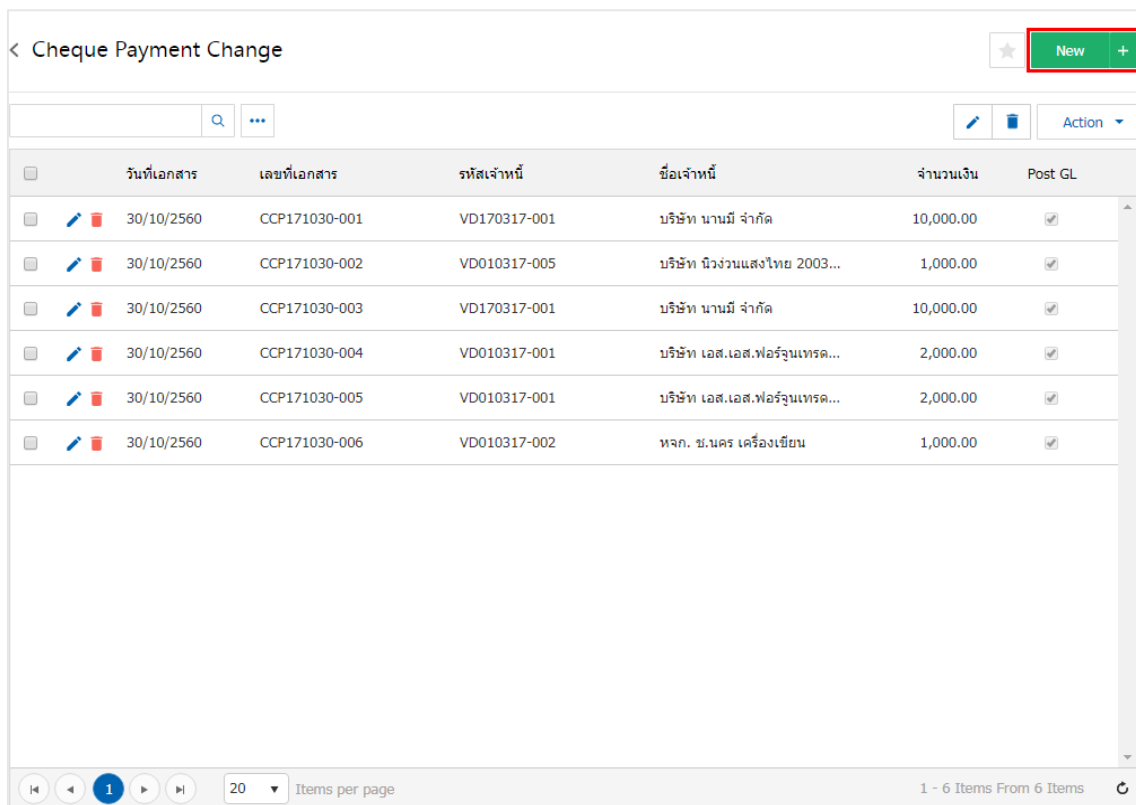 Cheque Payment Change
New +
Action
วันที่เอกสาร เลขที่เอกสาร รหัสเจ้าหนี้ ชื่อเจ้าหนี้ จำนวนเงิน Post GL
30/10/2560 CCP171030-001 VD170317-001 บริษัท นานมี จำกัด 10,000.00
30/10/2560 CCP171030-002 VD010317-005 บริษัท นิวง่วนแสงไทย 2003... 1,000.00
30/10/2560 CCP171030-003 VD170317-001 บริษัท นานมี จำกัด 10,000.00
30/10/2560 CCP171030-004 VD010317-001 บริษัท เอส.เอส.ฟอร์จูนเทรด... 2,000.00
30/10/2560 CCP171030-005 VD010317-001 บริษัท เอส.เอส.ฟอร์จูนเทรด... 2,000.00
30/10/2560 CCP171030-006 VD010317-002 หจก. ช.นคร เครื่องเขียน 1,000.00
1 20 Items per page 1 - 6 Items From 6 Items